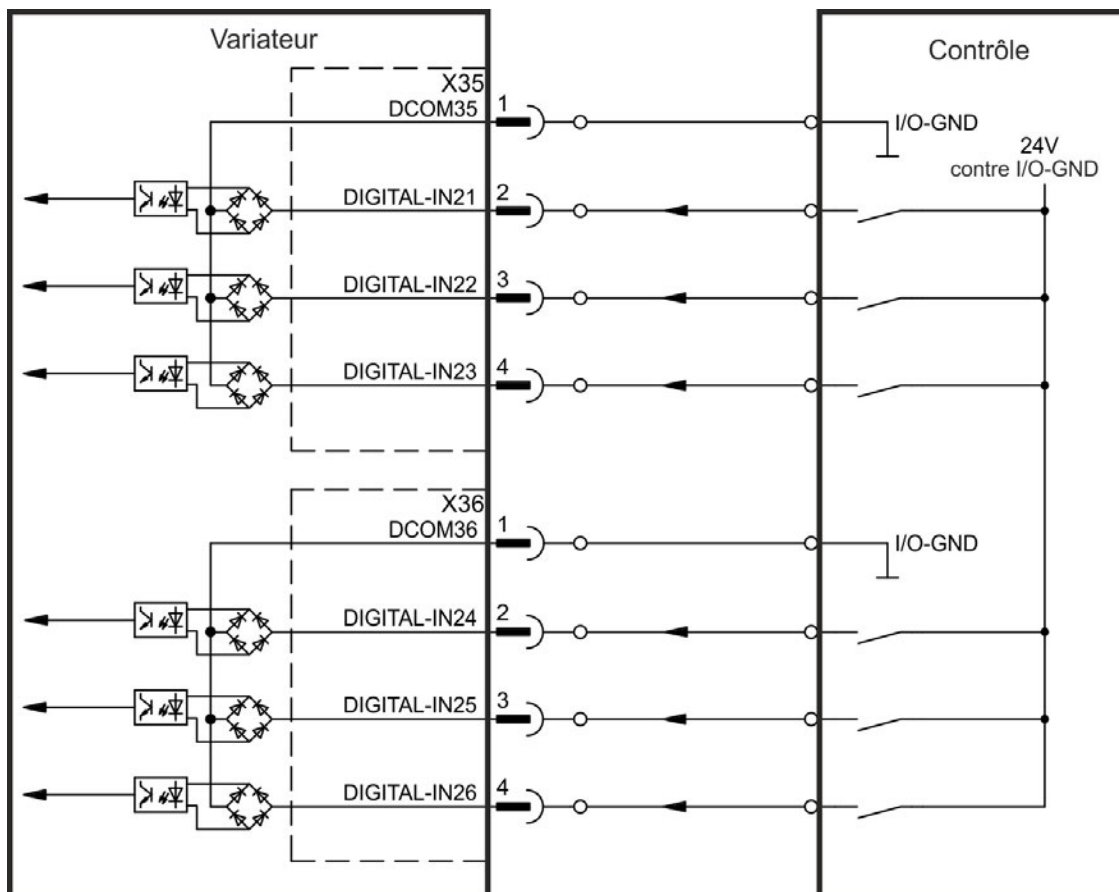 Variateur
Contrôle
X35
DCOM35
1
I/O-GND
24V
contre I/O-GND
DIGITAL-IN21
2
DIGITAL-IN22
3
DIGITAL-IN23
4
X36
DCOM36
1
I/O-GND
DIGITAL-IN24
2
DIGITAL-IN25
3
DIGITAL-IN26
4